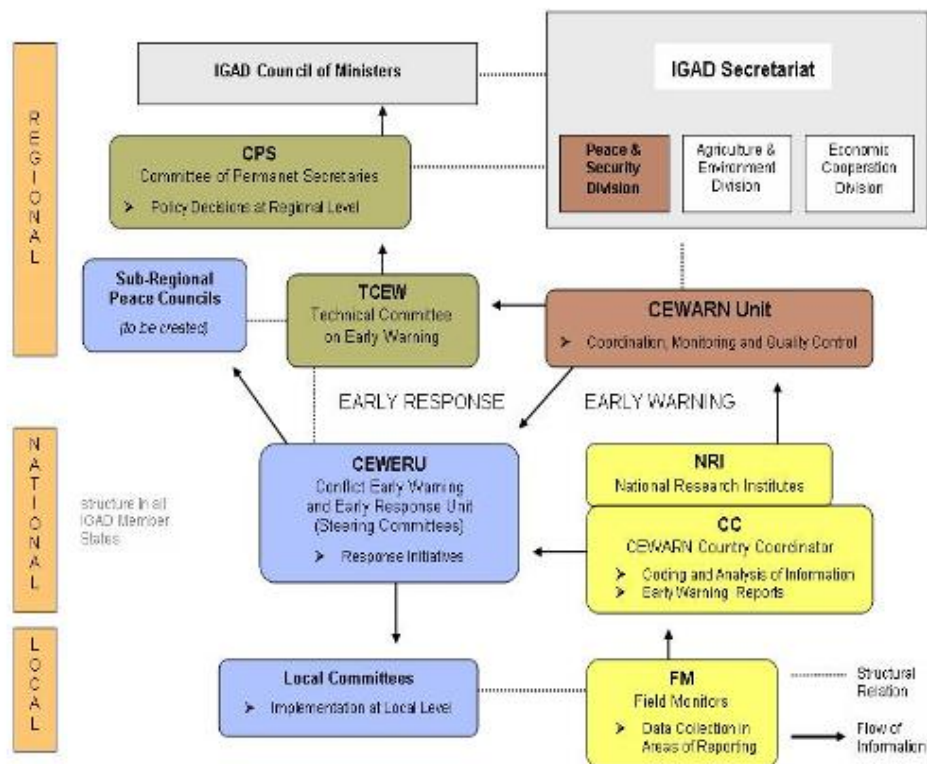 REGIONAL
IGAD Council of Ministers
IGAD Secretariat
CPS
Committee of Permanet Secretaries
➤ Policy Decisions at Regional Level
Peace &
Security
Division
Agriculture &
Environment
Division
Economic
Cooperation
Division
Sub-Regional
Peace Councils
(to be created)
TCEW
Technical Committee
on Early Warning
CEWARN Unit
➤ Coordination, Monitoring and Quality Control
EARLY RESPONSE
EARLY WARNING
NATIONAL
structure in all
IGAD Member
States
CEWERU
Conflict Early Warning
and Early Response Unit
(Steering Committees)
➤ Response Initiatives
NRI
National Research Institutes
CC
CEWARN Country Coordinator
➤ Coding and Analysis of Information
➤ Early Warning Reports
LOCAL
Local Committees
➤ Implementation at Local Level
FM
Field Monitors
➤ Data Collection in
Areas of Reporting
Structural
Relation
Flow of
Information